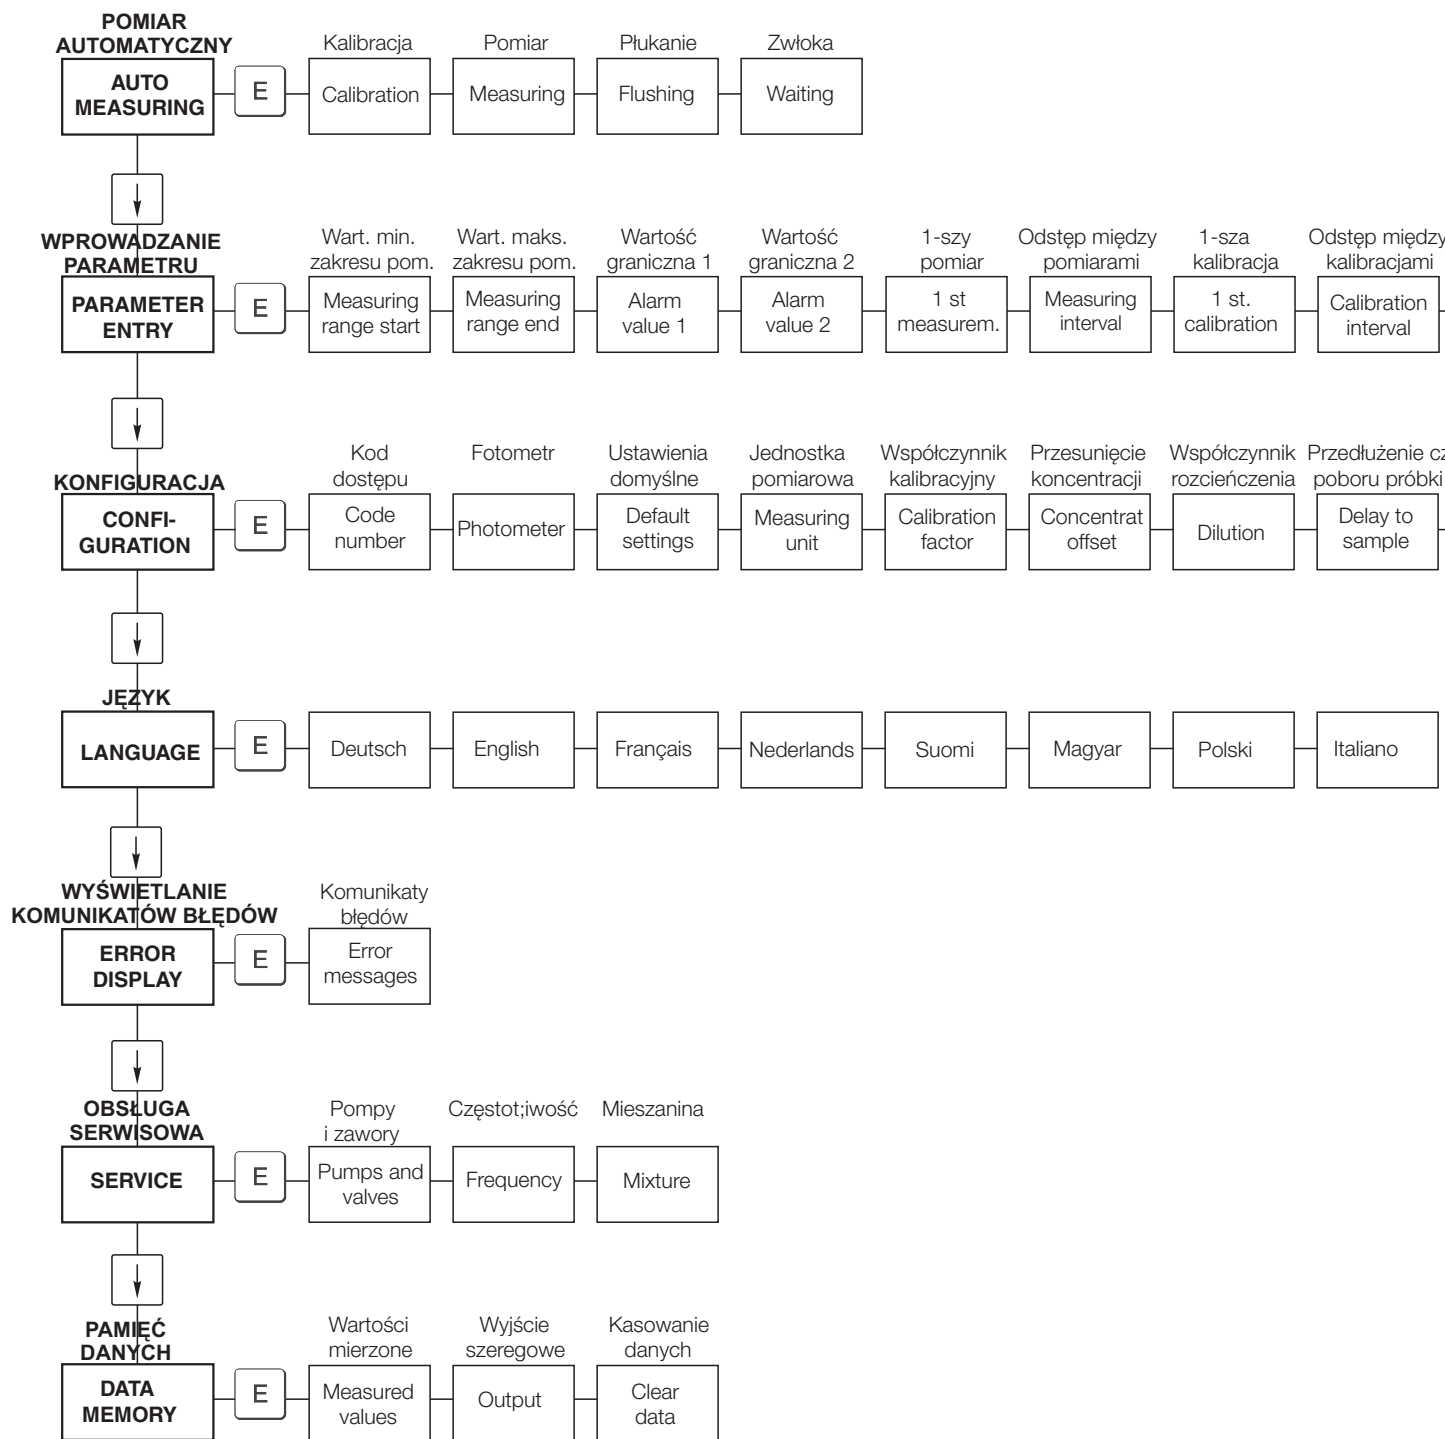 POMIAR
AUTOMATYCZNY
Kalibracja
Pomiar
Płukanie
Zwłoka
AUTO
MEASURING
E
Calibration
Measuring
Flushing
Waiting
WPROWADZANIE
PARAMETRU
Wart. min.
zakresu pom.
Wart. maks.
zakresu pom.
Wartość
graniczna 1
Wartość
graniczna 2
1-szy
pomiar
Odstęp między
pomiarami
1-sza
kalibracja
Odstęp między
kalibracjami
PARAMETER
ENTRY
E
Measuring
range start
Measuring
range end
Alarm
value 1
Alarm
value 2
1 st
measurem.
Measuring
interval
1 st.
calibration
Calibration
interval
KONFIGURACJA
Kod
dostępu
Fotometr
Ustawienia
domyślne
Jednostka
pomiarowa
Współczynnik
kalibracyjny
Przesunięcie
koncentracji
Współczynnik
rozcieńczenia
Przedłużenie cz
poboru próbki
CONFI-
GURATION
E
Code
number
Photometer
Default
settings
Measuring
unit
Calibration
factor
Concentrat
offset
Dilution
Delay to
sample
JĘZYK
LANGUAGE
E
Deutsch
English
Français
Nederlands
Suomi
Magyar
Polski
Italiano
WYŚWIETLANIE
KOMUNIKATÓW BŁĘDÓW
Komunikaty
błędów
ERROR
DISPLAY
E
Error
messages
OBSŁUGA
SERWISOWA
Pompy
i zawory
Częstot;iwość
Mieszanina
SERVICE
E
Pumps and
valves
Frequency
Mixture
PAMIĘĆ
DANYCH
Wartości
mierzone
Wyjście
szeregowe
Kasowanie
danych
DATA
MEMORY
E
Measured
values
Output
Clear
data